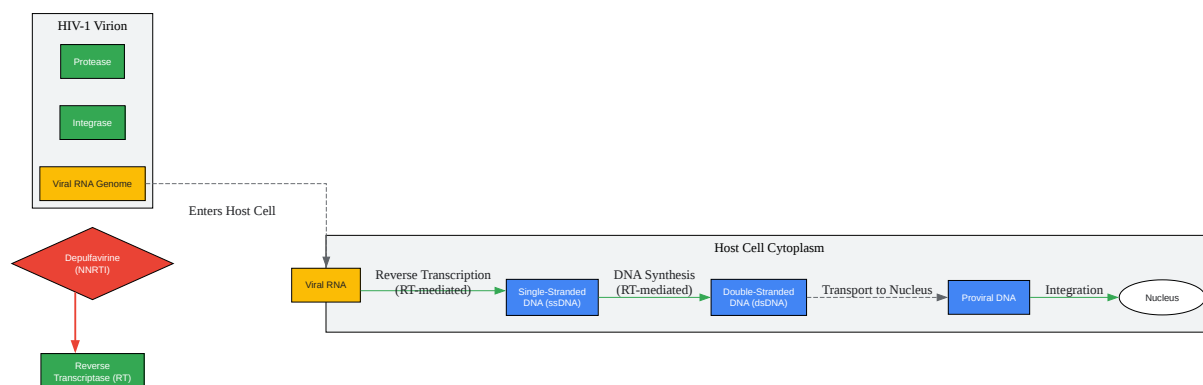 HIV-1 Virion
Protease
Integrase
Viral RNA Genome
Enters Host Cell
Depulfavirine
(NNRTI)
Reverse
Transcriptase (RT)
Host Cell Cytoplasm
Viral RNA
Reverse Transcription
(RT-mediated)
Single-Stranded
DNA (ssDNA)
DNA Synthesis
(RT-mediated)
Double-Stranded
DNA (dsDNA)
Transport to Nucleus
Proviral DNA
Integration
Nucleus